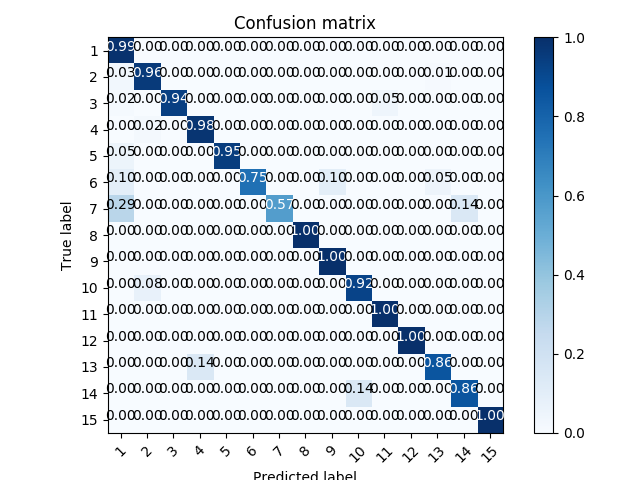 Confusion matrix
1 0.99 0.00 0.00 0.00 0.00 0.00 0.00 0.00 0.00 0.00 0.00 0.00 0.00 0.00 0.00 1.0
2 0.03 0.96 0.00 0.00 0.00 0.00 0.00 0.00 0.00 0.00 0.00 0.00 0.01 0.00 0.00
3 0.02 0.00 0.94 0.00 0.00 0.00 0.00 0.00 0.00 0.00 0.05 0.00 0.00 0.00 0.00
4 0.00 0.02 0.00 0.98 0.00 0.00 0.00 0.00 0.00 0.00 0.00 0.00 0.00 0.00 0.00 0.8
5 0.05 0.00 0.00 0.00 0.95 0.00 0.00 0.00 0.00 0.00 0.00 0.00 0.00 0.00 0.00
6 0.10 0.00 0.00 0.00 0.00 0.75 0.00 0.00 0.10 0.00 0.00 0.00 0.05 0.00 0.00
7 0.29 0.00 0.00 0.00 0.00 0.00 0.57 0.00 0.00 0.00 0.00 0.00 0.00 0.14 0.00 0.6
True label
8 0.00 0.00 0.00 0.00 0.00 0.00 0.00 1.00 0.00 0.00 0.00 0.00 0.00 0.00 0.00
9 0.00 0.00 0.00 0.00 0.00 0.00 0.00 0.00 1.00 0.00 0.00 0.00 0.00 0.00 0.00
10 0.00 0.08 0.00 0.00 0.00 0.00 0.00 0.00 0.00 0.92 0.00 0.00 0.00 0.00 0.00 0.4
11 0.00 0.00 0.00 0.00 0.00 0.00 0.00 0.00 0.00 0.00 1.00 0.00 0.00 0.00 0.00
12 0.00 0.00 0.00 0.00 0.00 0.00 0.00 0.00 0.00 0.00 0.00 1.00 0.00 0.00 0.00
13 0.00 0.00 0.00 0.14 0.00 0.00 0.00 0.00 0.00 0.00 0.00 0.00 0.86 0.00 0.00 0.2
14 0.00 0.00 0.00 0.00 0.00 0.00 0.00 0.00 0.00 0.14 0.00 0.00 0.00 0.86 0.00
15 0.00 0.00 0.00 0.00 0.00 0.00 0.00 0.00 0.00 0.00 0.00 0.00 0.00 0.00 1.00 0.0
1 2 3 4 5 6 7 8 9 10 11 12 13 14 15
Predicted label